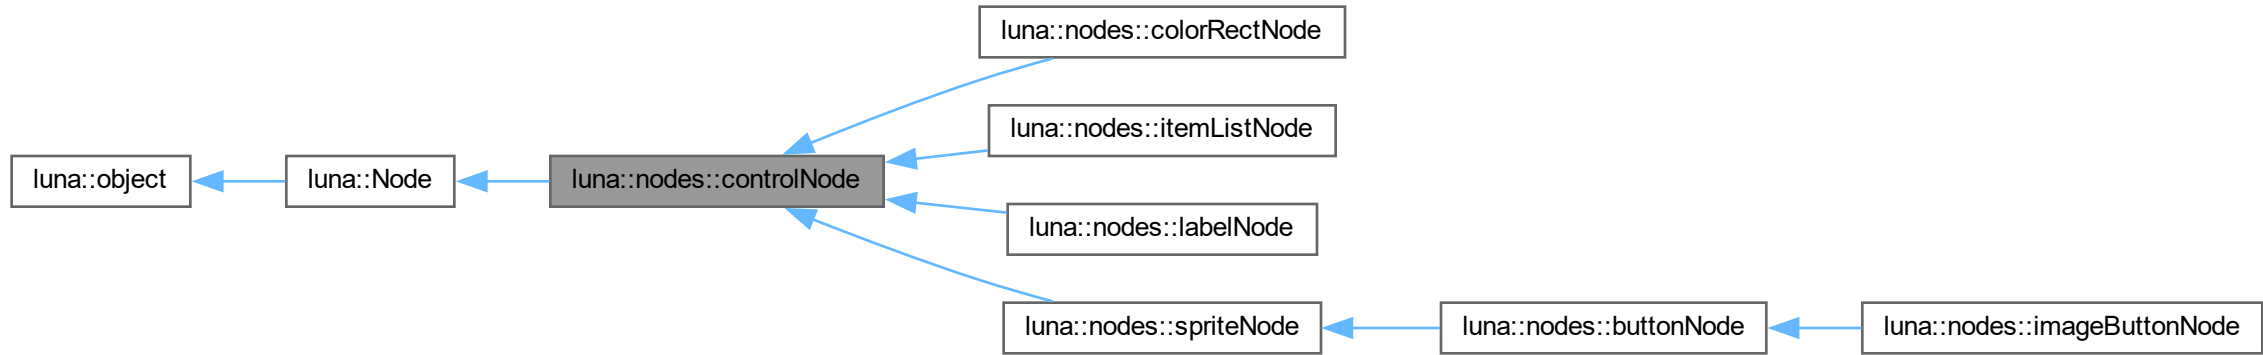 luna::nodes::colorRectNode
luna::nodes::itemListNode
luna::object
luna::Node
luna::nodes::controlNode
luna::nodes::labelNode
luna::nodes::spriteNode
luna::nodes::buttonNode
luna::nodes::imageButtonNode